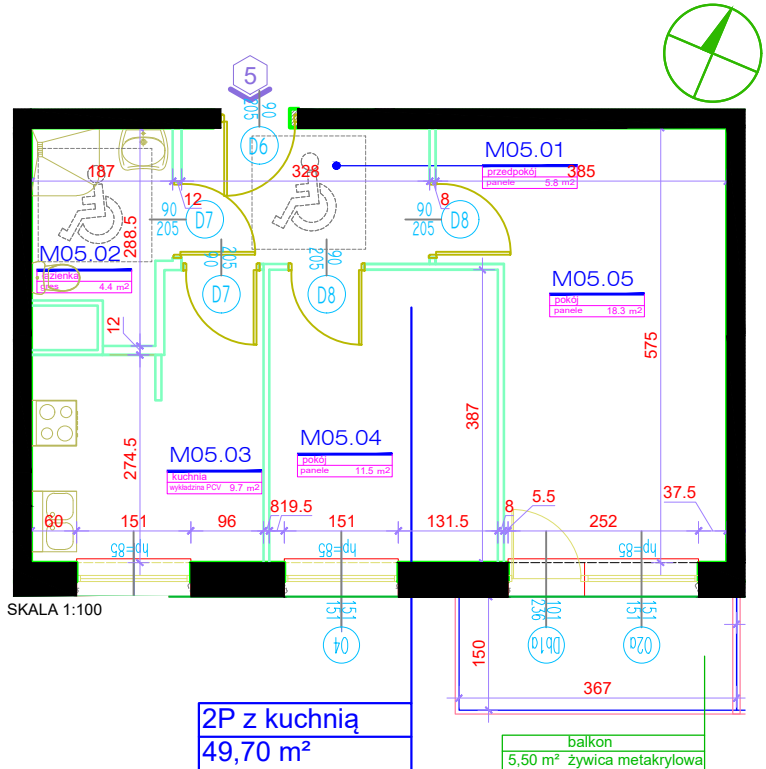 5
90
205
D6
M05.01
przedpokój
panele 5.8 m²
187
328
385
12
8
90
205
D7
90
205
D8
288.5
M05.02
łazienka
gres 4.4 m²
90
205
D7
90
205
D8
M05.05
pokój
panele 18.3 m²
12
575
387
274.5
M05.03
kuchnia
wykładzina PCV 9.7 m²
M05.04
pokój
panele 11.5 m²
60
151
96
819.5
151
131.5
8
5.5
252
37.5
hp=85
hp=85
hp=85
SKALA 1:100
151
151
O4
101
236
Db1a
151
151
O2a
150
367
2P z kuchnią
49,70 m²
balkon
5,50 m² żywica metakrylowa